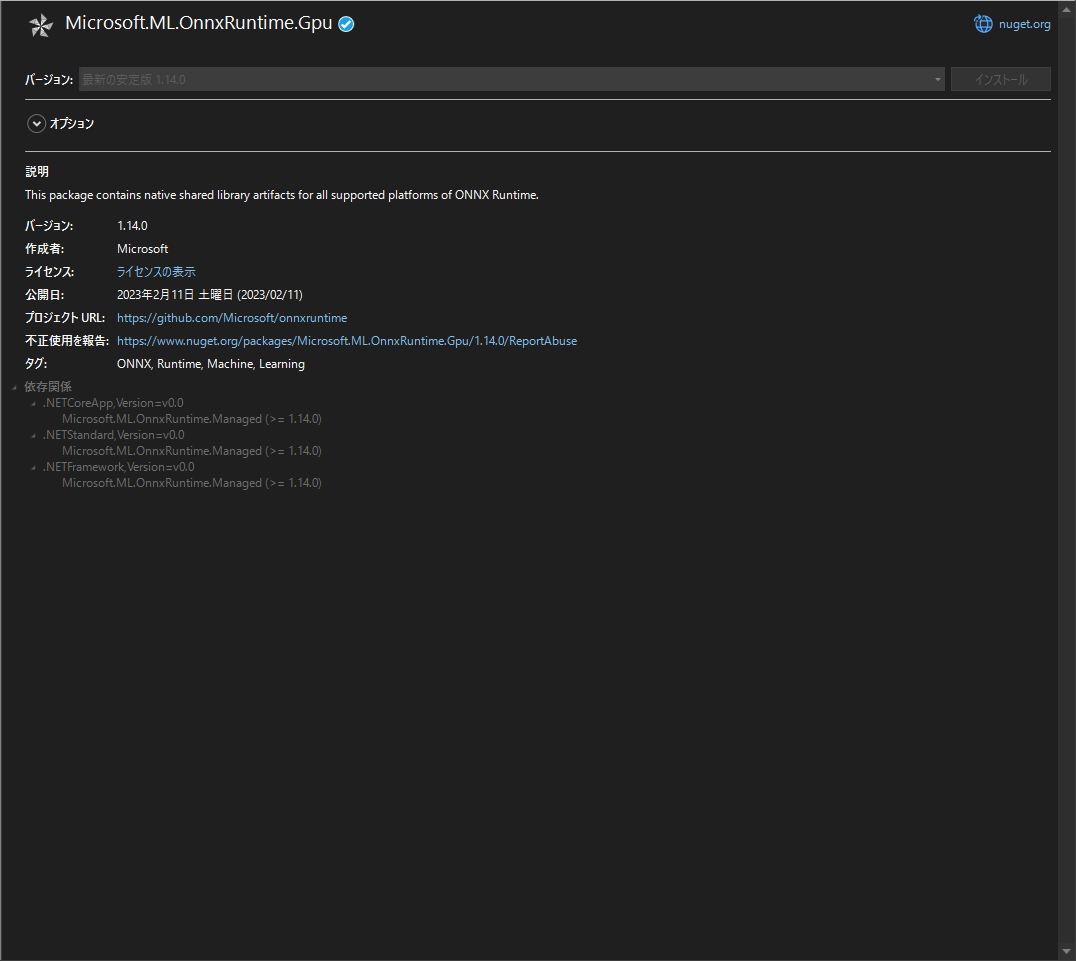 Microsoft.ML.OnnxRuntime.Gpu
nuget.org
バージョン: 最新の安定版 1.14.0 インストール
オプション
説明
This package contains native shared library artifacts for all supported platforms of ONNX Runtime.
バージョン: 1.14.0
作成者: Microsoft
ライセンス: ライセンスの表示
公開日: 2023年2月11日 土曜日 (2023/02/11)
プロジェクト URL: https://github.com/Microsoft/onnxruntime
不正使用を報告: https://www.nuget.org/packages/Microsoft.ML.OnnxRuntime.Gpu/1.14.0/ReportAbuse
タグ: ONNX, Runtime, Machine, Learning
依存関係
.NETCoreApp,Version=v0.0
Microsoft.ML.OnnxRuntime.Managed (>= 1.14.0)
.NETStandard,Version=v0.0
Microsoft.ML.OnnxRuntime.Managed (>= 1.14.0)
.NETFramework,Version=v0.0
Microsoft.ML.OnnxRuntime.Managed (>= 1.14.0)